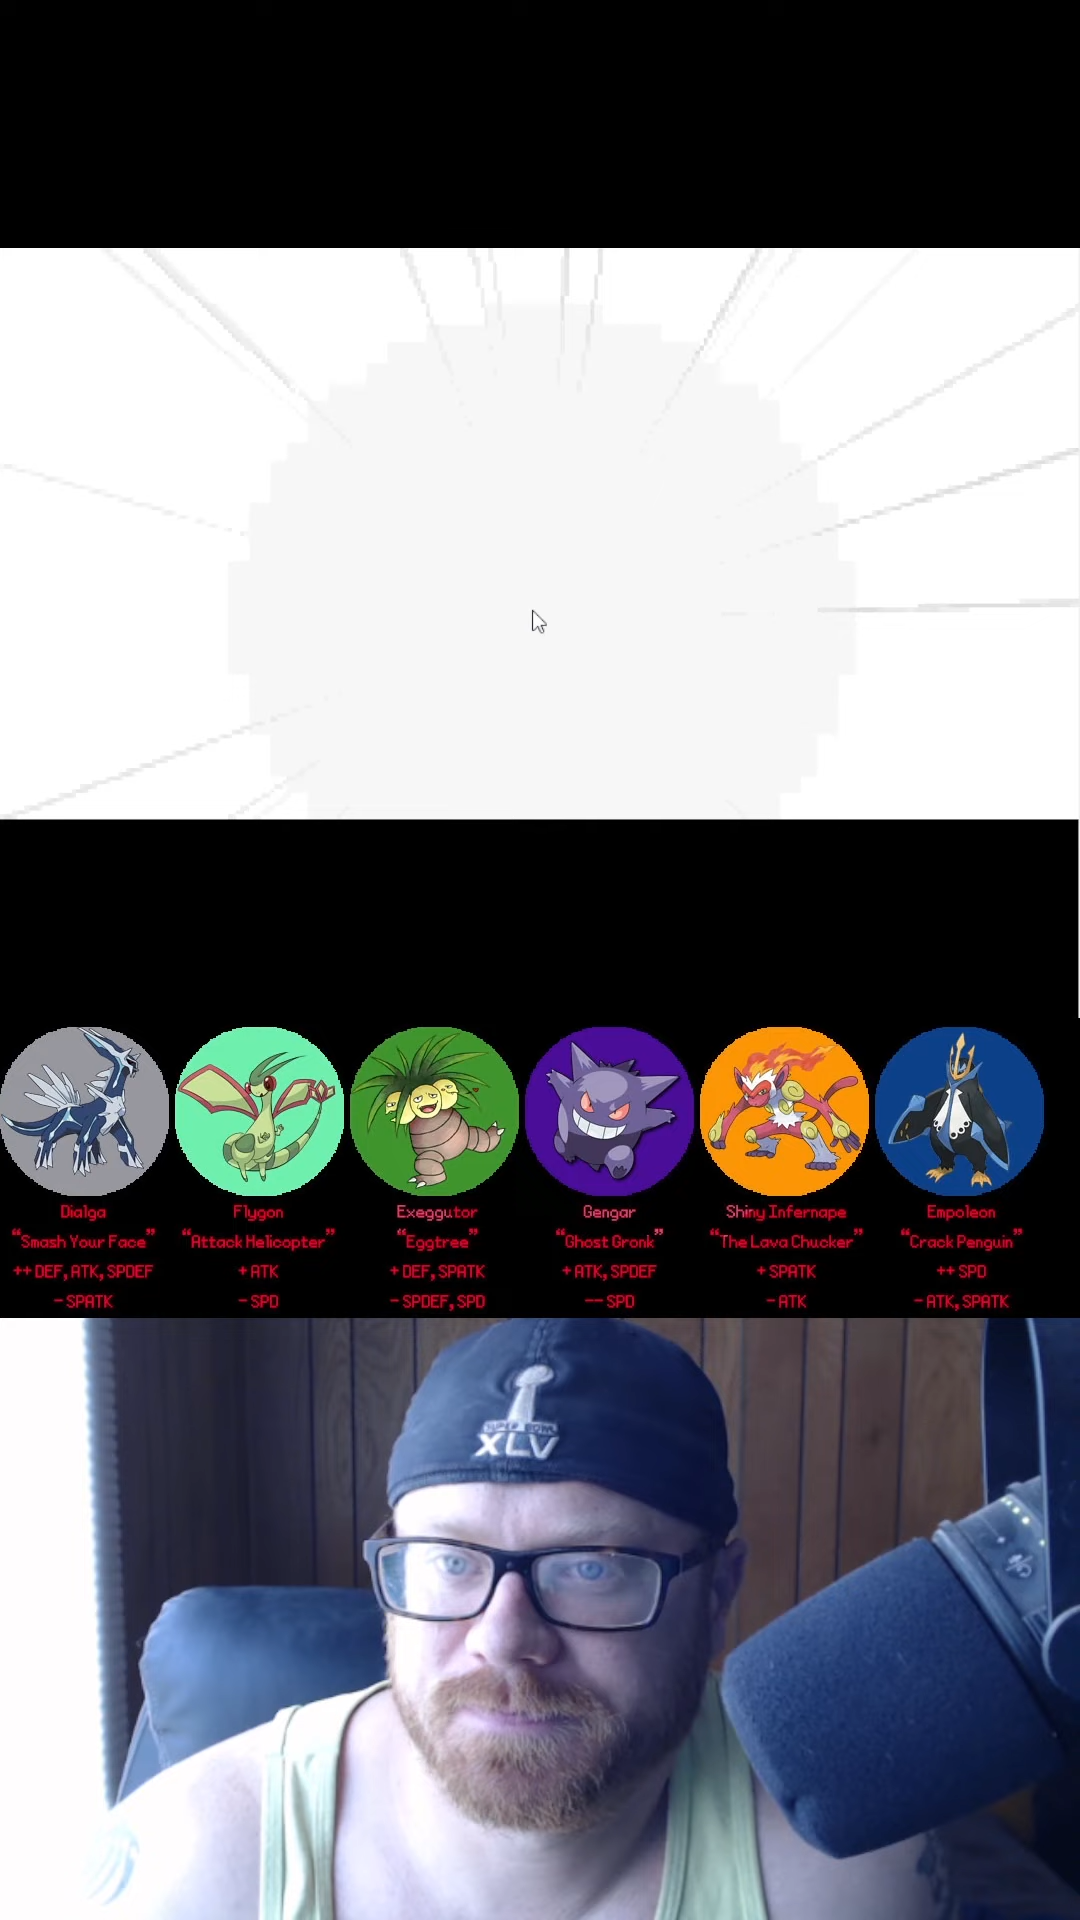 Dialga
"Smash Your Face"
++ DEF, ATK, SPDEF
- SPATK
Flygon
"Attack Helicopter"
+ ATK
- SPD
Exeggutor
"Eggtree"
+ DEF, SPATK
- SPDEF, SPD
Gengar
"Ghost Gronk"
+ ATK, SPDEF
-- SPD
Shiny Infernape
"The Lava Chucker"
+ SPATK
- ATK
Empoleon
"Crack Penguin"
++ SPD
- ATK, SPATK
SUPER BOWL
XLV